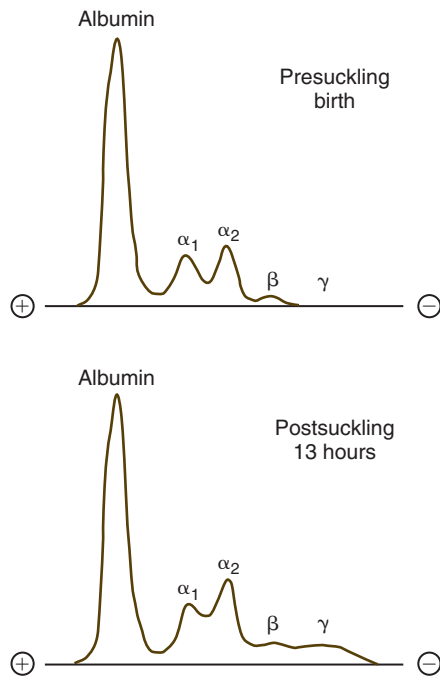 Albumin
Presuckling
birth
α₁
α₂
β
γ
+
−
Albumin
Postsuckling
13 hours
α₁
α₂
β
γ
+
−